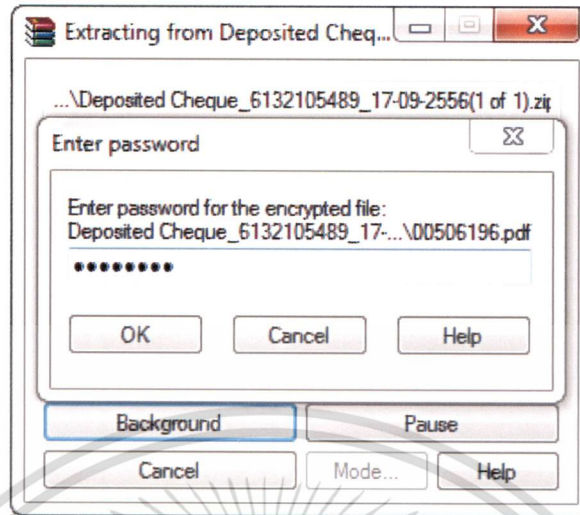 Extracting from Deposited Cheq...
...\Deposited Cheque_6132105489_17-09-2556(1 of 1).zip
Enter password
Enter password for the encrypted file:
Deposited Cheque_6132105489_17-...\00506196.pdf
••••••••
OK
Cancel
Help
Background
Pause
Cancel
Mode...
Help